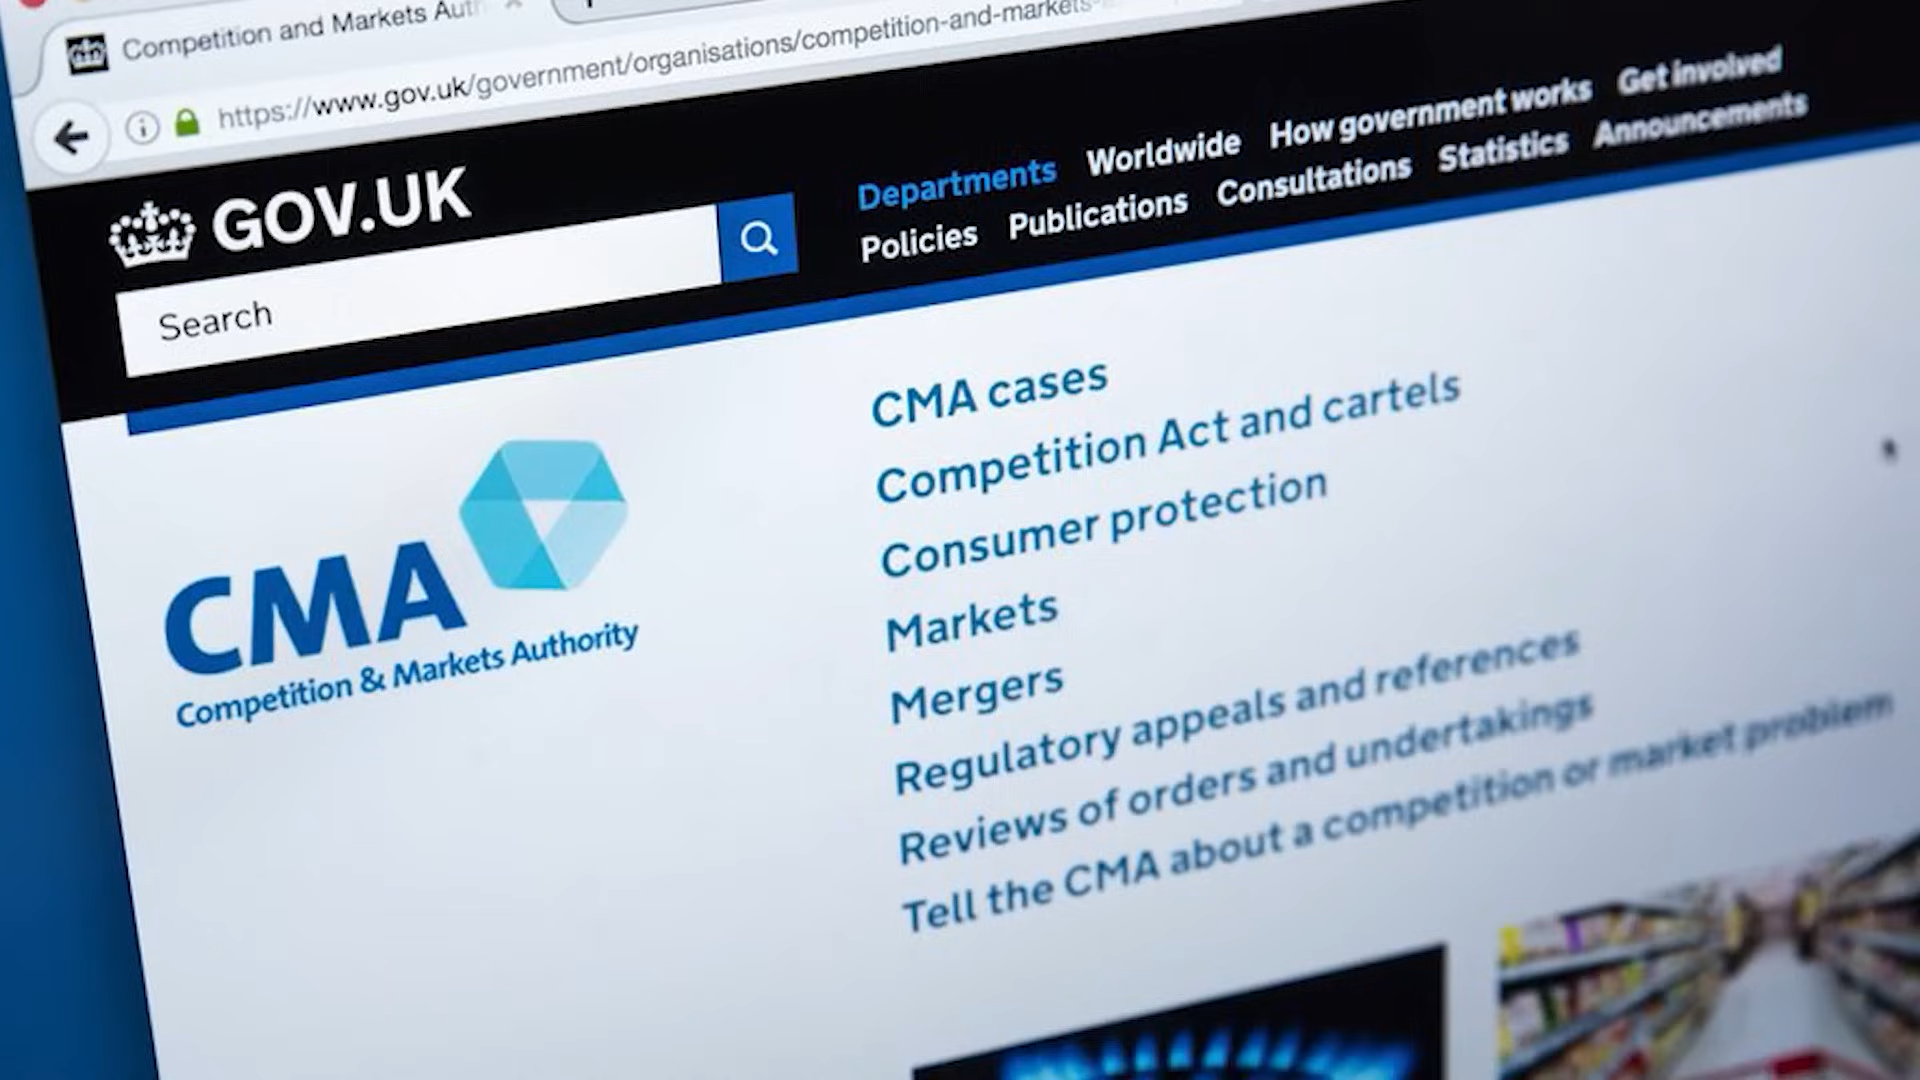 Competition and Markets Auth
https://www.gov.uk/government/organisations/competition-and-markets-
GOV.UK
Search
Departments Worldwide How government works Get involved
Policies Publications Consultations Statistics Announcements
CMA
Competition & Markets Authority
CMA cases
Competition Act and cartels
Consumer protection
Markets
Mergers
Regulatory appeals and references
Reviews of orders and undertakings
Tell the CMA about a competition or market problem